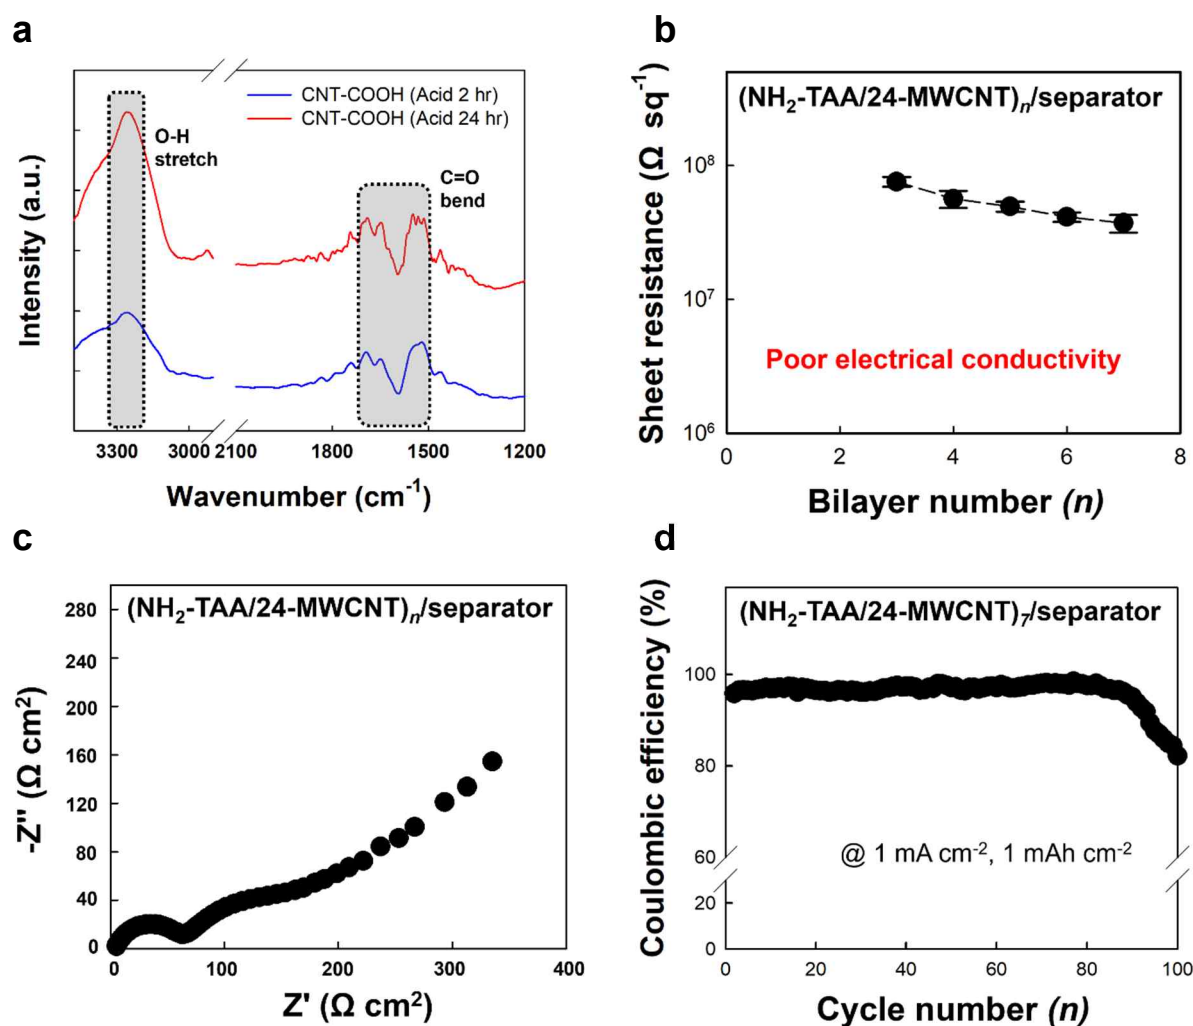 a
CNT-COOH (Acid 2 hr)
CNT-COOH (Acid 24 hr)
O-H
stretch
C=O
bend
Intensity (a.u.)
3300 3000 2100 1800 1500 1200
Wavenumber (cm⁻¹)
b
(NH₂-TAA/24-MWCNT)ₙ/separator
Sheet resistance (Ω sq⁻¹)
10⁸
10⁷
10⁶
Poor electrical conductivity
0 2 4 6 8
Bilayer number (n)
c
(NH₂-TAA/24-MWCNT)ₙ/separator
-Z'' (Ω cm²)
280
240
200
160
120
80
40
0
0 100 200 300 400
Z' (Ω cm²)
d
(NH₂-TAA/24-MWCNT)₇/separator
Coulombic efficiency (%)
100
80
60
20
0
@ 1 mA cm⁻², 1 mAh cm⁻²
0 20 40 60 80 100
Cycle number (n)